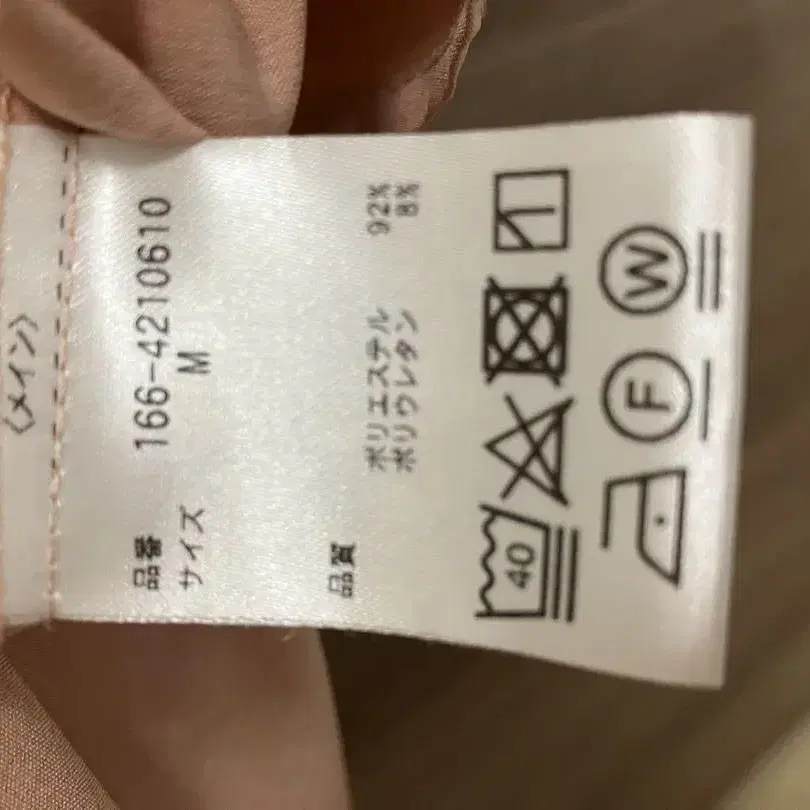 〈メイン〉
品番 166-4210610
サイズ M
品質 ポリエステル 92%
ポリウレタン 8%
40
F W